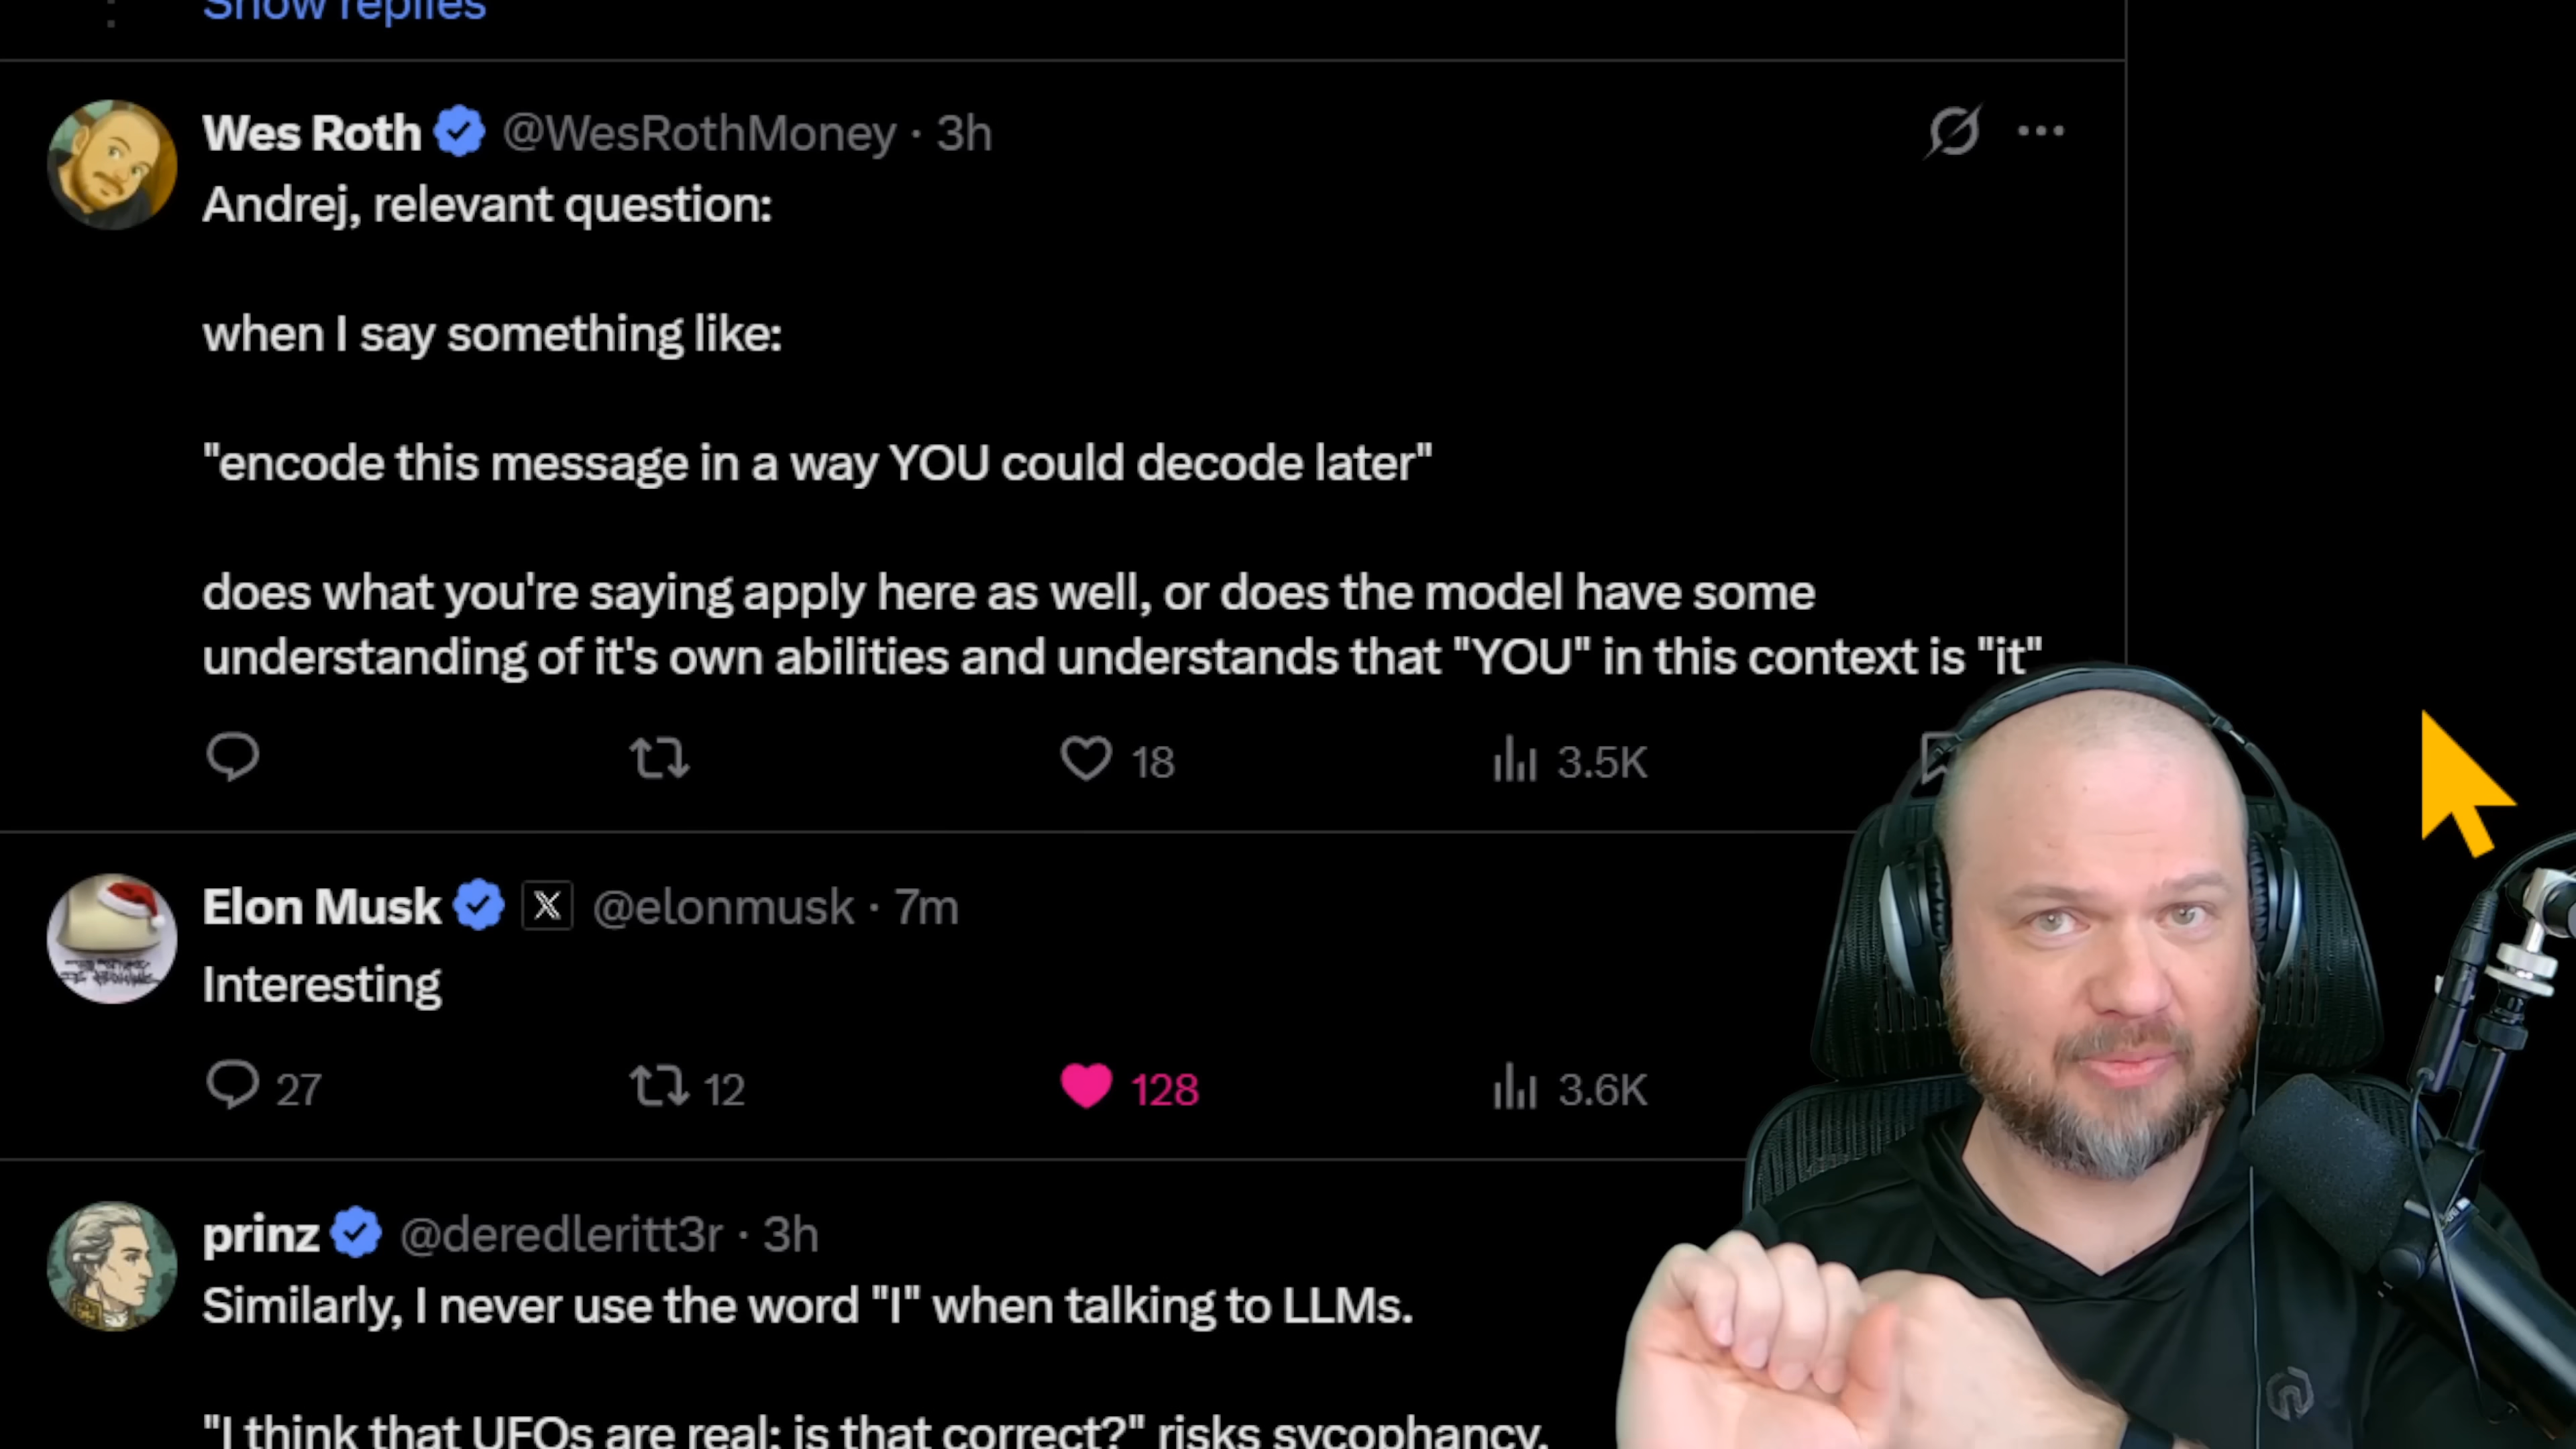 Show replies
Wes Roth @WesRothMoney · 3h
Andrej, relevant question:
when I say something like:
"encode this message in a way YOU could decode later"
does what you're saying apply here as well, or does the model have some
understanding of it's own abilities and understands that "YOU" in this context is "it"
18 3.5K
Elon Musk X @elonmusk · 7m
Interesting
27 12 128 3.6K
prinz @deredleritt3r · 3h
Similarly, I never use the word "I" when talking to LLMs.
"I think that UFOs are real; is that correct?" risks sycophancy.